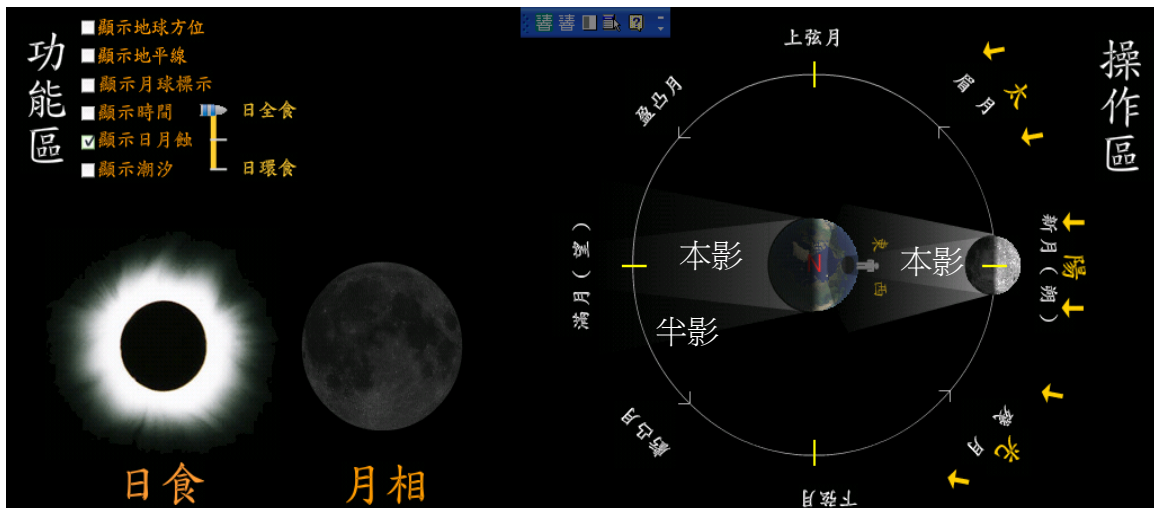 功能區
顯示地球方位
顯示地平線
顯示月球標示
顯示時間
顯示日月蝕
顯示潮汐
日全食
日環食
日食
月相
操作區
上弦月
眉月
盈凸月
滿月(望)
虧凸月
下弦月
殘月
新月(朔)
太
陽
光
本影
半影
本影
N
東
西